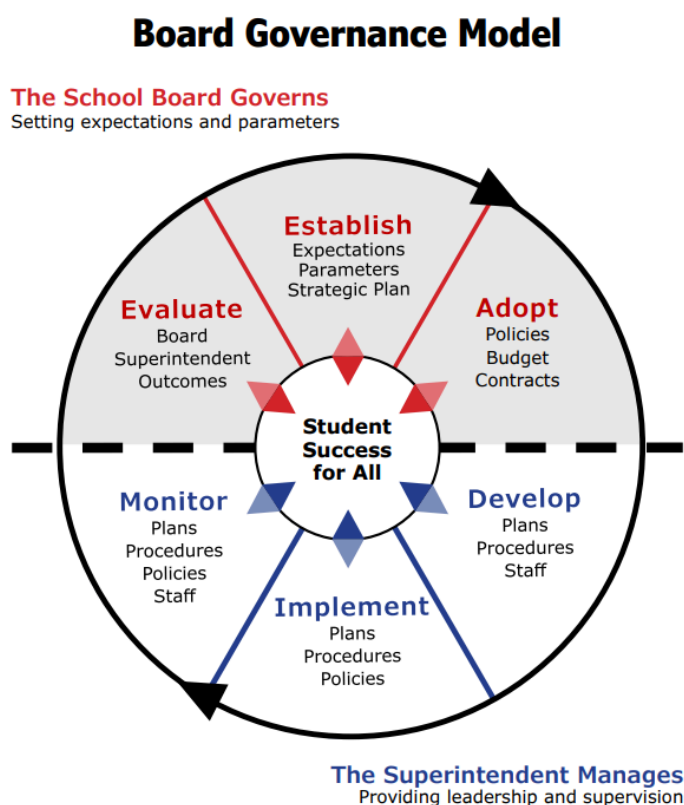 Board Governance Model
The School Board Governs
Setting expectations and parameters
Establish
Expectations
Parameters
Strategic Plan
Evaluate
Board
Superintendent
Outcomes
Adopt
Policies
Budget
Contracts
Student
Success
for All
Monitor
Plans
Procedures
Policies
Staff
Develop
Plans
Procedures
Staff
Implement
Plans
Procedures
Policies
The Superintendent Manages
Providing leadership and supervision